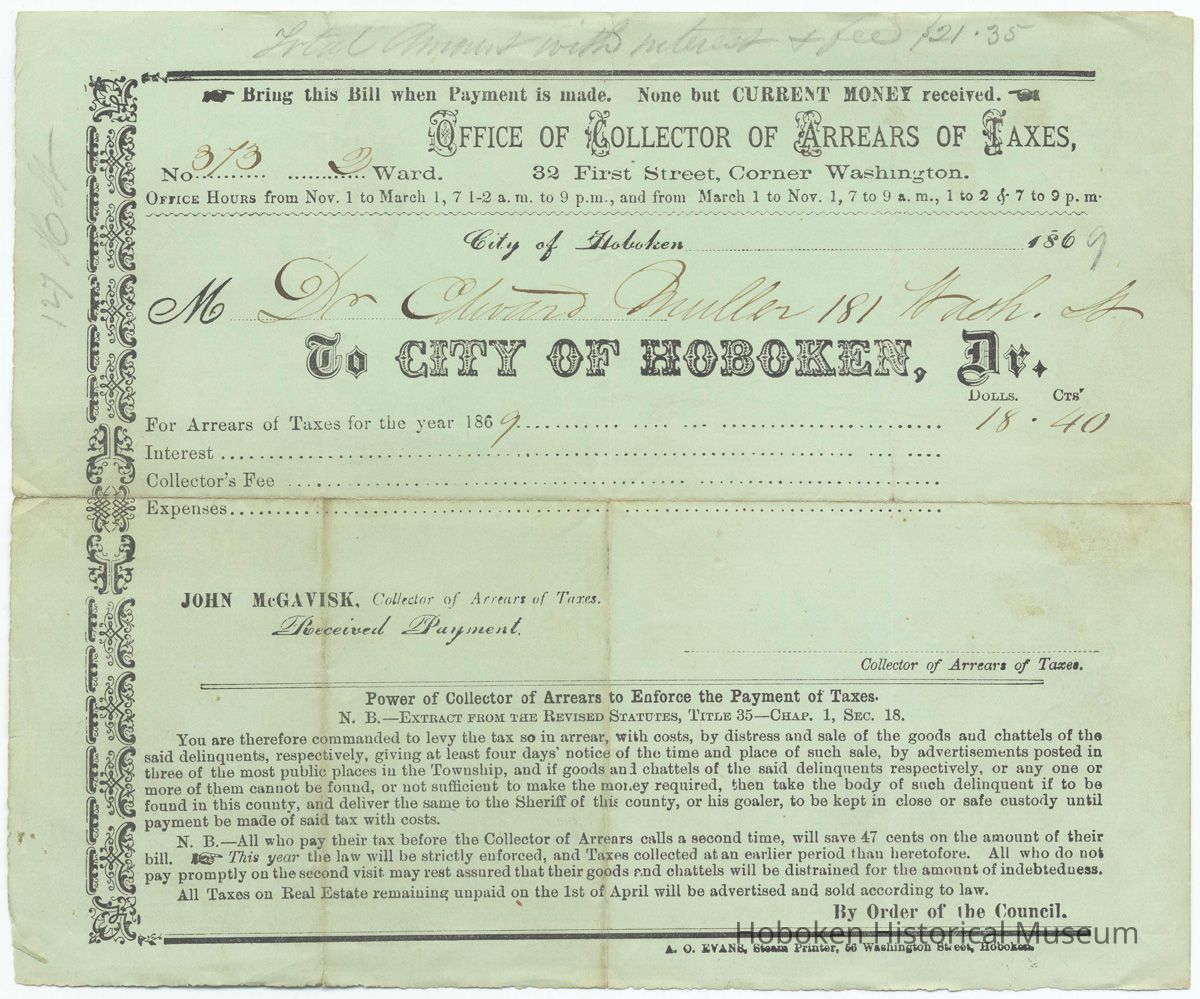 Total Amount with interest & fee $21.35
Bring this Bill when Payment is made. None but CURRENT MONEY received.
OFFICE OF COLLECTOR OF ARREARS OF TAXES,
No. 373 2 Ward. 32 First Street, Corner Washington.
OFFICE HOURS from Nov. 1 to March 1, 7 1-2 a. m. to 9 p.m., and from March 1 to Nov. 1, 7 to 9 a. m., 1 to 2 & 7 to 9 p. m.
City of Hoboken 1869
M Dr Edward Muller 181 Wash. St
To CITY OF HOBOKEN, Dr.
DOLLS. CTS'
For Arrears of Taxes for the year 1869 18.40
Interest
Collector's Fee
Expenses
JOHN McGAVISK, Collector of Arrears of Taxes.
Received Payment.
Collector of Arrears of Taxes.
Power of Collector of Arrears to Enforce the Payment of Taxes.
N. B.—EXTRACT FROM THE REVISED STATUTES, TITLE 35—CHAP. 1, SEC. 18.
You are therefore commanded to levy the tax so in arrear, with costs, by distress and sale of the goods and chattels of the
said delinquents, respectively, giving at least four days' notice of the time and place of such sale, by advertisements posted in
three of the most public places in the Township, and if goods and chattels of the said delinquents respectively, or any one or
more of them cannot be found, or not sufficient to make the money required, then take the body of such delinquent if to be
found in this county, and deliver the same to the Sheriff of this county, or his goaler, to be kept in close or safe custody until
payment be made of said tax with costs.
N. B.—All who pay their tax before the Collector of Arrears calls a second time, will save 47 cents on the amount of their
bill. This year the law will be strictly enforced, and Taxes collected at an earlier period than heretofore. All who do not
pay promptly on the second visit may rest assured that their goods and chattels will be distrained for the amount of indebtedness.
All Taxes on Real Estate remaining unpaid on the 1st of April will be advertised and sold according to law.
By Order of the Council.
Hoboken Historical Museum
A. O. EVANS, Steam Printer, 56 Washington Street, Hoboken.